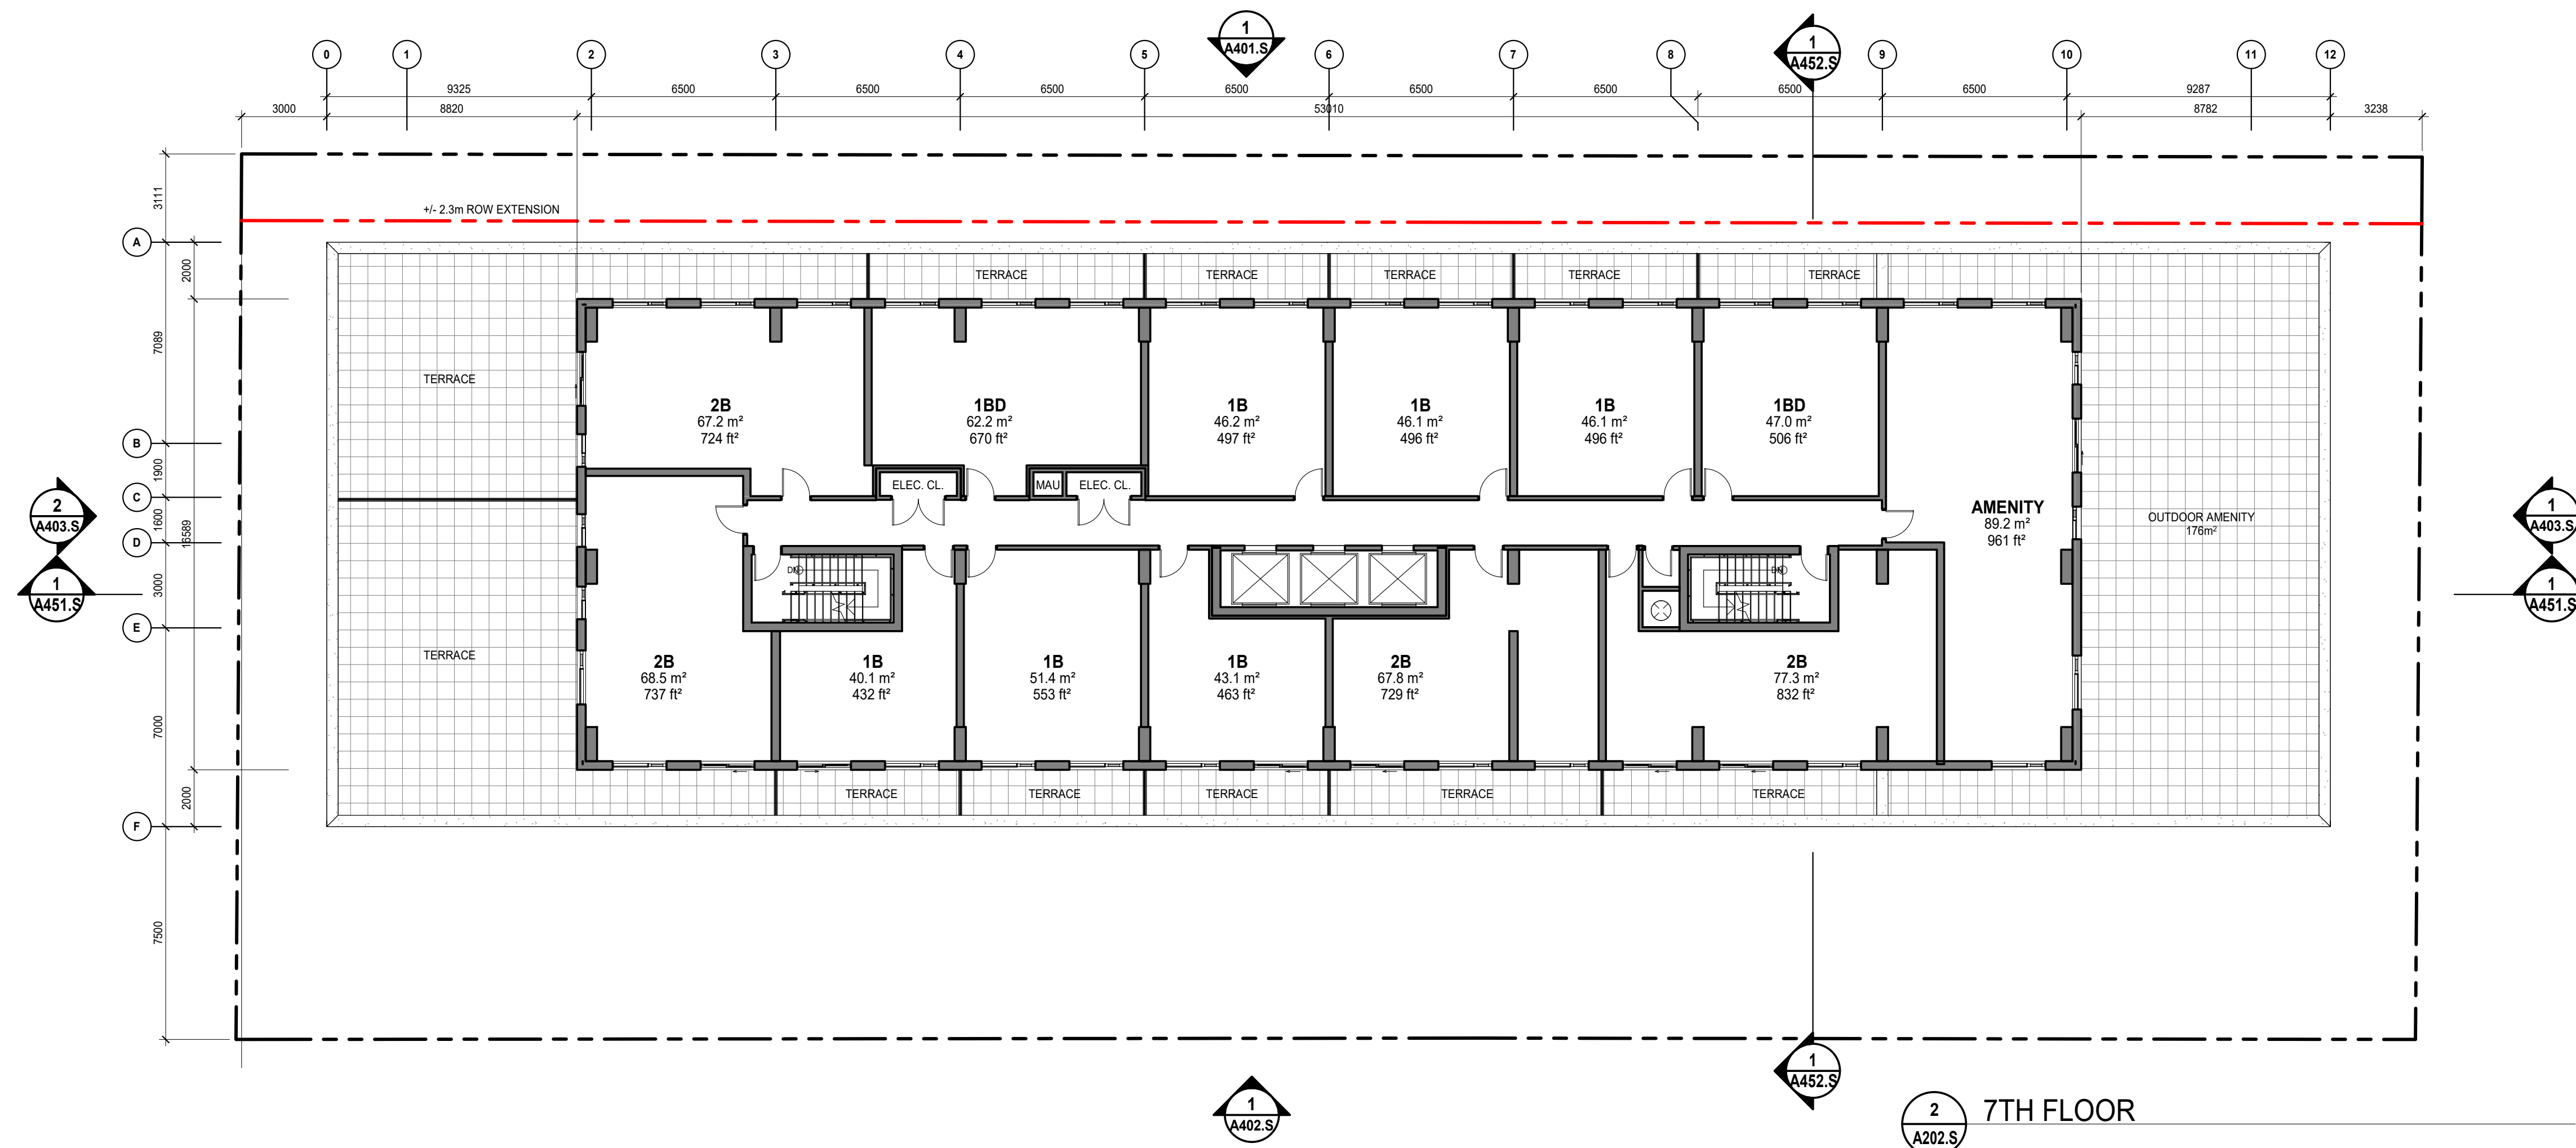 1
A401.S
1
A452.S
0 1 2 3 4 5 6 7 8 9 10 11 12
9325 6500 6500 6500 6500 6500 6500 6500 6500 9287
3000 8820 53010 8782 3238
3111
+/- 2.3m ROW EXTENSION
A
2000
TERRACE TERRACE TERRACE TERRACE TERRACE
7089
TERRACE
2B
67.2 m²
724 ft²
1BD
62.2 m²
670 ft²
1B
46.2 m²
497 ft²
1B
46.1 m²
496 ft²
1B
46.1 m²
496 ft²
1BD
47.0 m²
506 ft²
B
1900
ELEC. CL.
MAU
ELEC. CL.
C
2
A403.S
1600
16589
D
AMENITY
89.2 m²
961 ft²
OUTDOOR AMENITY
176m²
1
A403.S
1
A451.S
3000
DN
DN
1
A451.S
E
TERRACE
2B
68.5 m²
737 ft²
1B
40.1 m²
432 ft²
1B
51.4 m²
553 ft²
1B
43.1 m²
463 ft²
2B
67.8 m²
729 ft²
2B
77.3 m²
832 ft²
7000
2000
TERRACE TERRACE TERRACE TERRACE TERRACE
F
7500
1
A452.S
1
A402.S
2
A202.S
7TH FLOOR